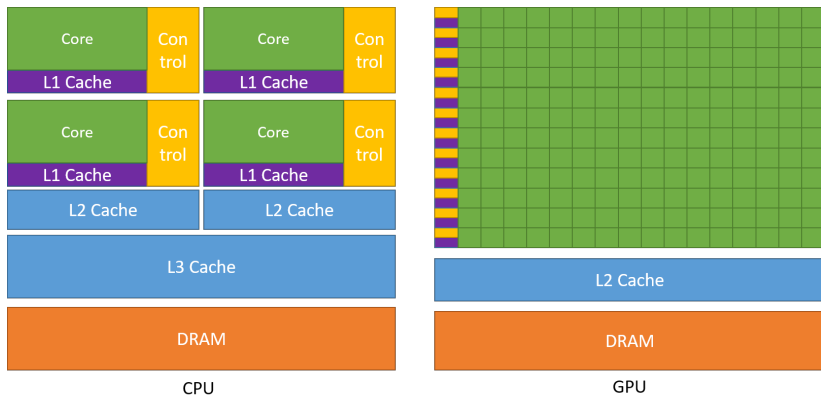 Core
Con
trol
L1 Cache
Core
Con
trol
L1 Cache
Core
Con
trol
L1 Cache
Core
Con
trol
L1 Cache
L2 Cache
L2 Cache
L3 Cache
DRAM
CPU
L2 Cache
DRAM
GPU